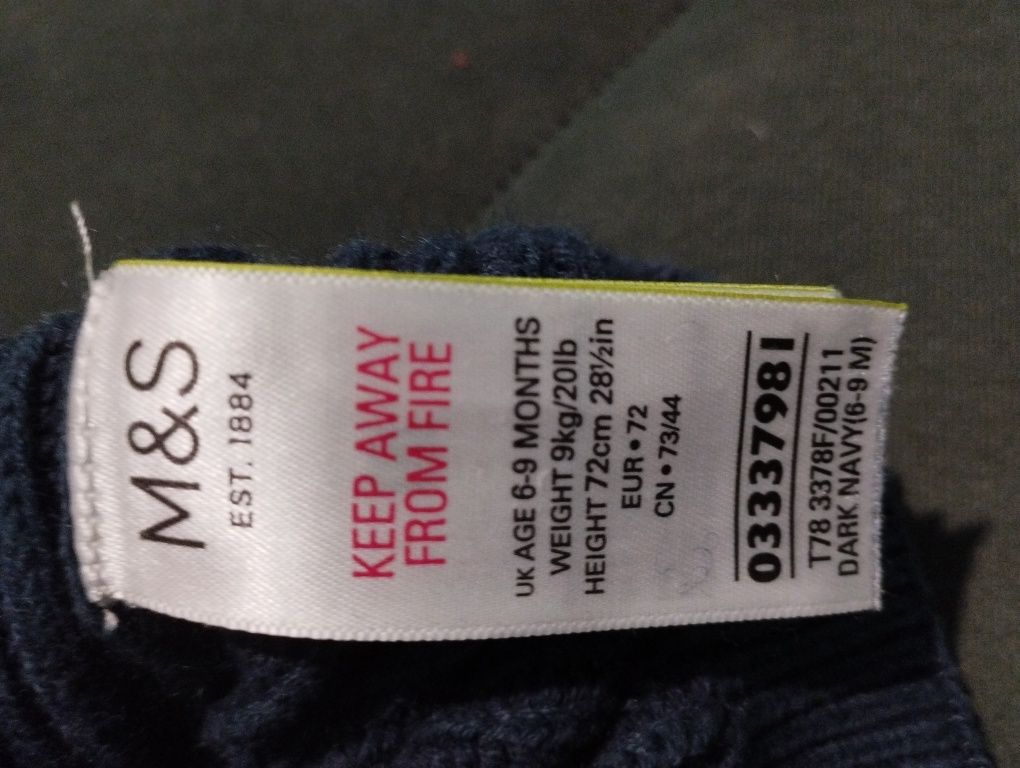 M&S
EST. 1884
KEEP AWAY
FROM FIRE
UK AGE 6-9 MONTHS
WEIGHT 9kg/20lb
HEIGHT 72cm 28½in
EUR • 72
CN • 73/44
03337981
T78 3378F/00211
DARK NAVY(6-9 M)